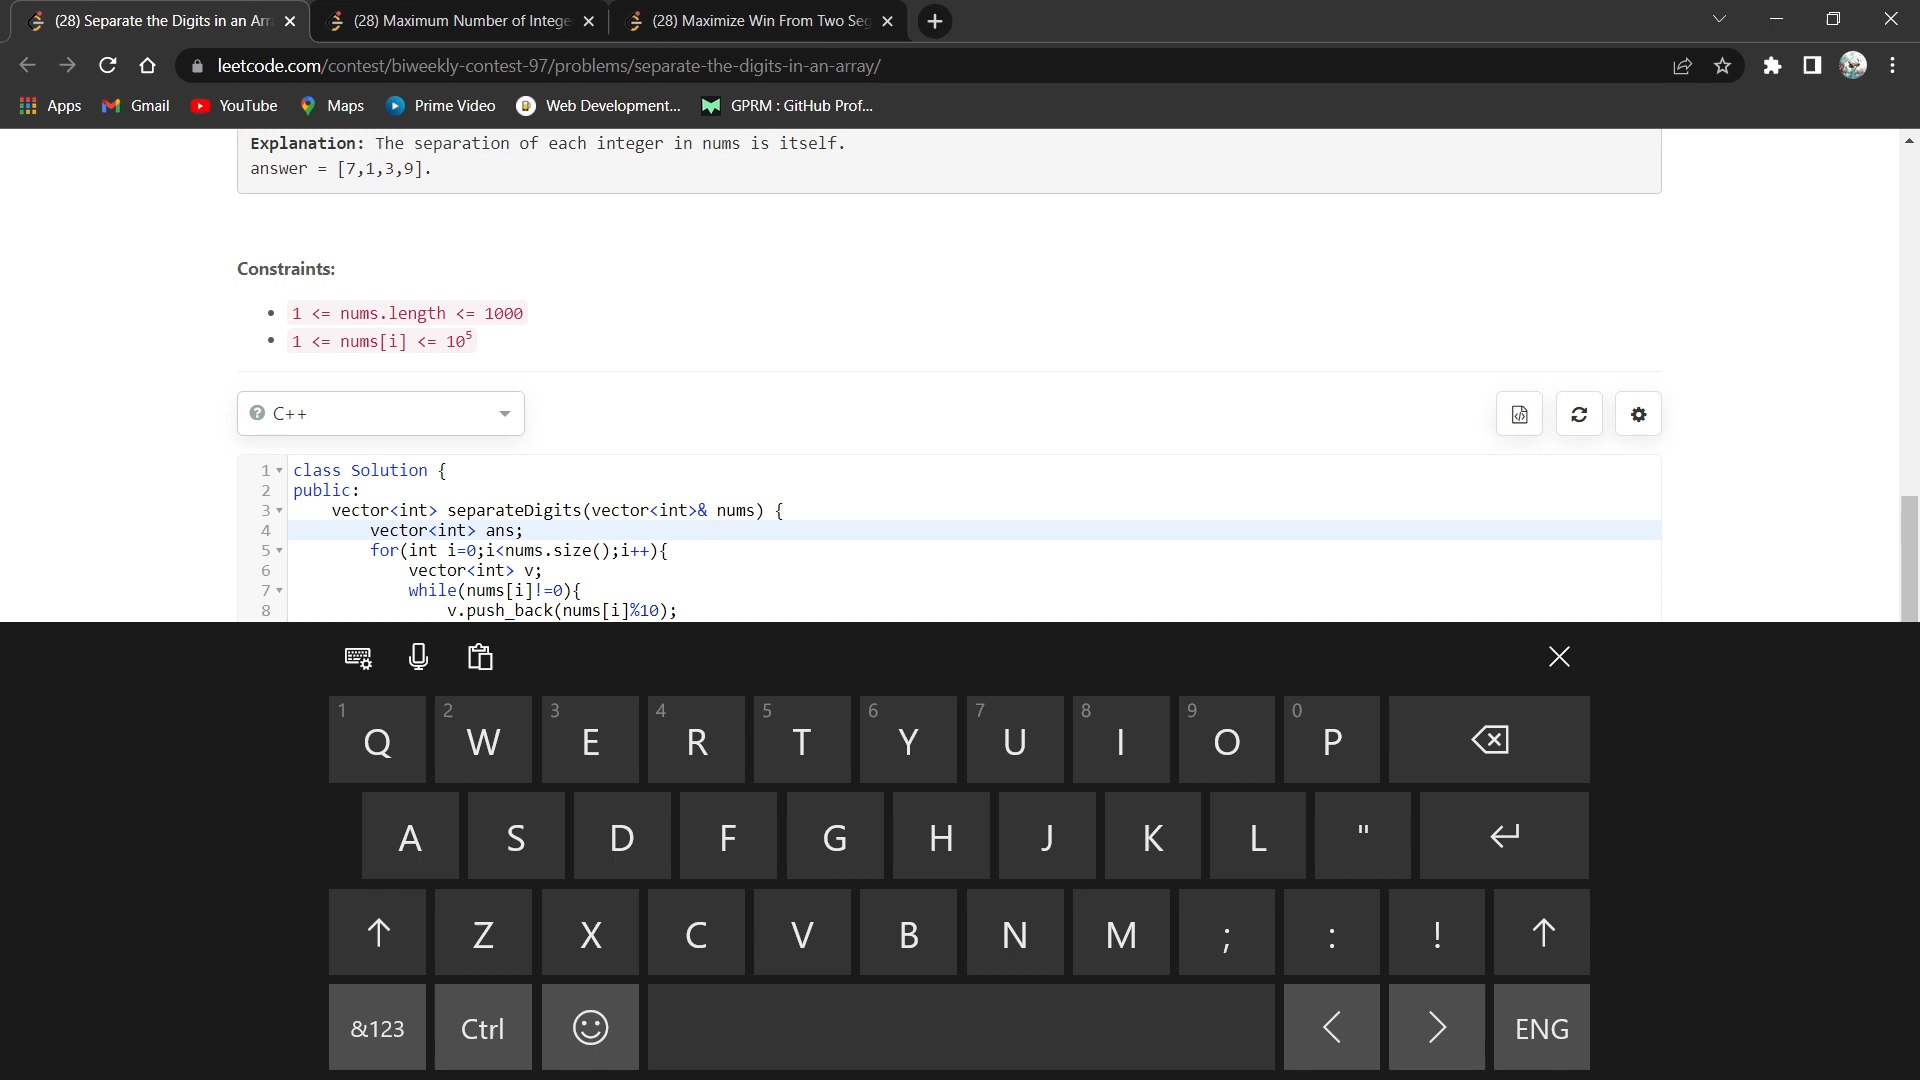 (28) Separate the Digits in an Arr
(28) Maximum Number of Intege
(28) Maximize Win From Two Seg
leetcode.com/contest/biweekly-contest-97/problems/separate-the-digits-in-an-array/
Apps
Gmail
YouTube
Maps
Prime Video
Web Development...
GPRM : GitHub Prof...
Explanation: The separation of each integer in nums is itself.
answer = [7,1,3,9].
Constraints:
• 1 <= nums.length <= 1000
• 1 <= nums[i] <= 10⁵
C++
1 class Solution {
2 public:
3 vector<int> separateDigits(vector<int>& nums) {
4 vector<int> ans;
5 for(int i=0;i<nums.size();i++){
6 vector<int> v;
7 while(nums[i]!=0){
8 v.push_back(nums[i]%10);
1 Q 2 W 3 E 4 R 5 T 6 Y 7 U 8 I 9 O 0 P
A S D F G H J K L "
Z X C V B N M ; : !
&123 Ctrl ENG